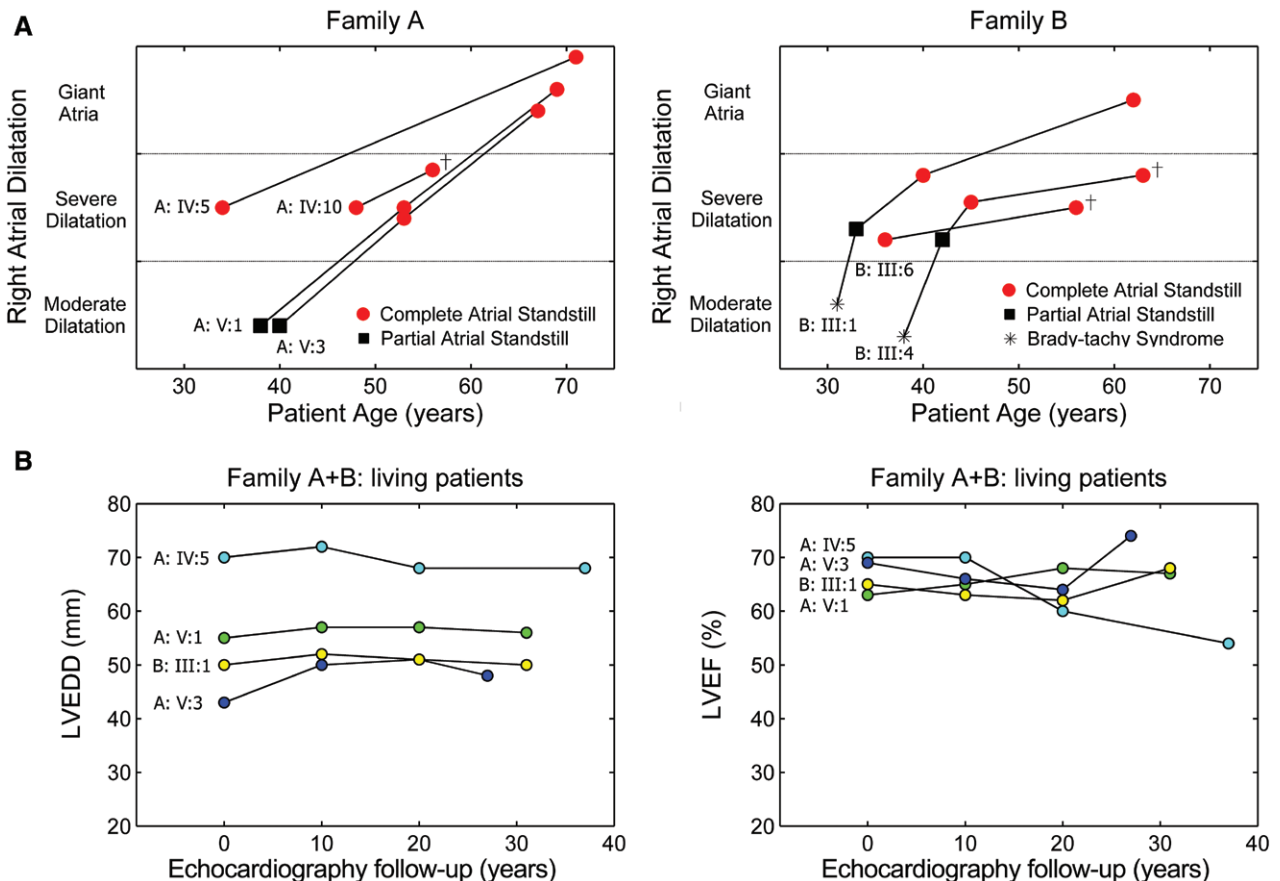 A
Family A
Right Atrial Dilatation
Giant
Atria
Severe
Dilatation
Moderate
Dilatation
A: IV:5
A: IV:10
†
A: V:1
A: V:3
Complete Atrial Standstill
Partial Atrial Standstill
30 40 50 60 70
Patient Age (years)
Family B
Right Atrial Dilatation
Giant
Atria
Severe
Dilatation
Moderate
Dilatation
†
†
B: III:6
B: III:1
B: III:4
Complete Atrial Standstill
Partial Atrial Standstill
Brady-tachy Syndrome
30 40 50 60 70
Patient Age (years)
B
Family A+B: living patients
LVEDD (mm)
80
70
60
50
40
30
20
A: IV:5
A: V:1
B: III:1
A: V:3
0 10 20 30 40
Echocardiography follow-up (years)
Family A+B: living patients
LVEF (%)
80
70
60
50
40
30
20
A: IV:5
A: V:3
B: III:1
A: V:1
0 10 20 30 40
Echocardiography follow-up (years)